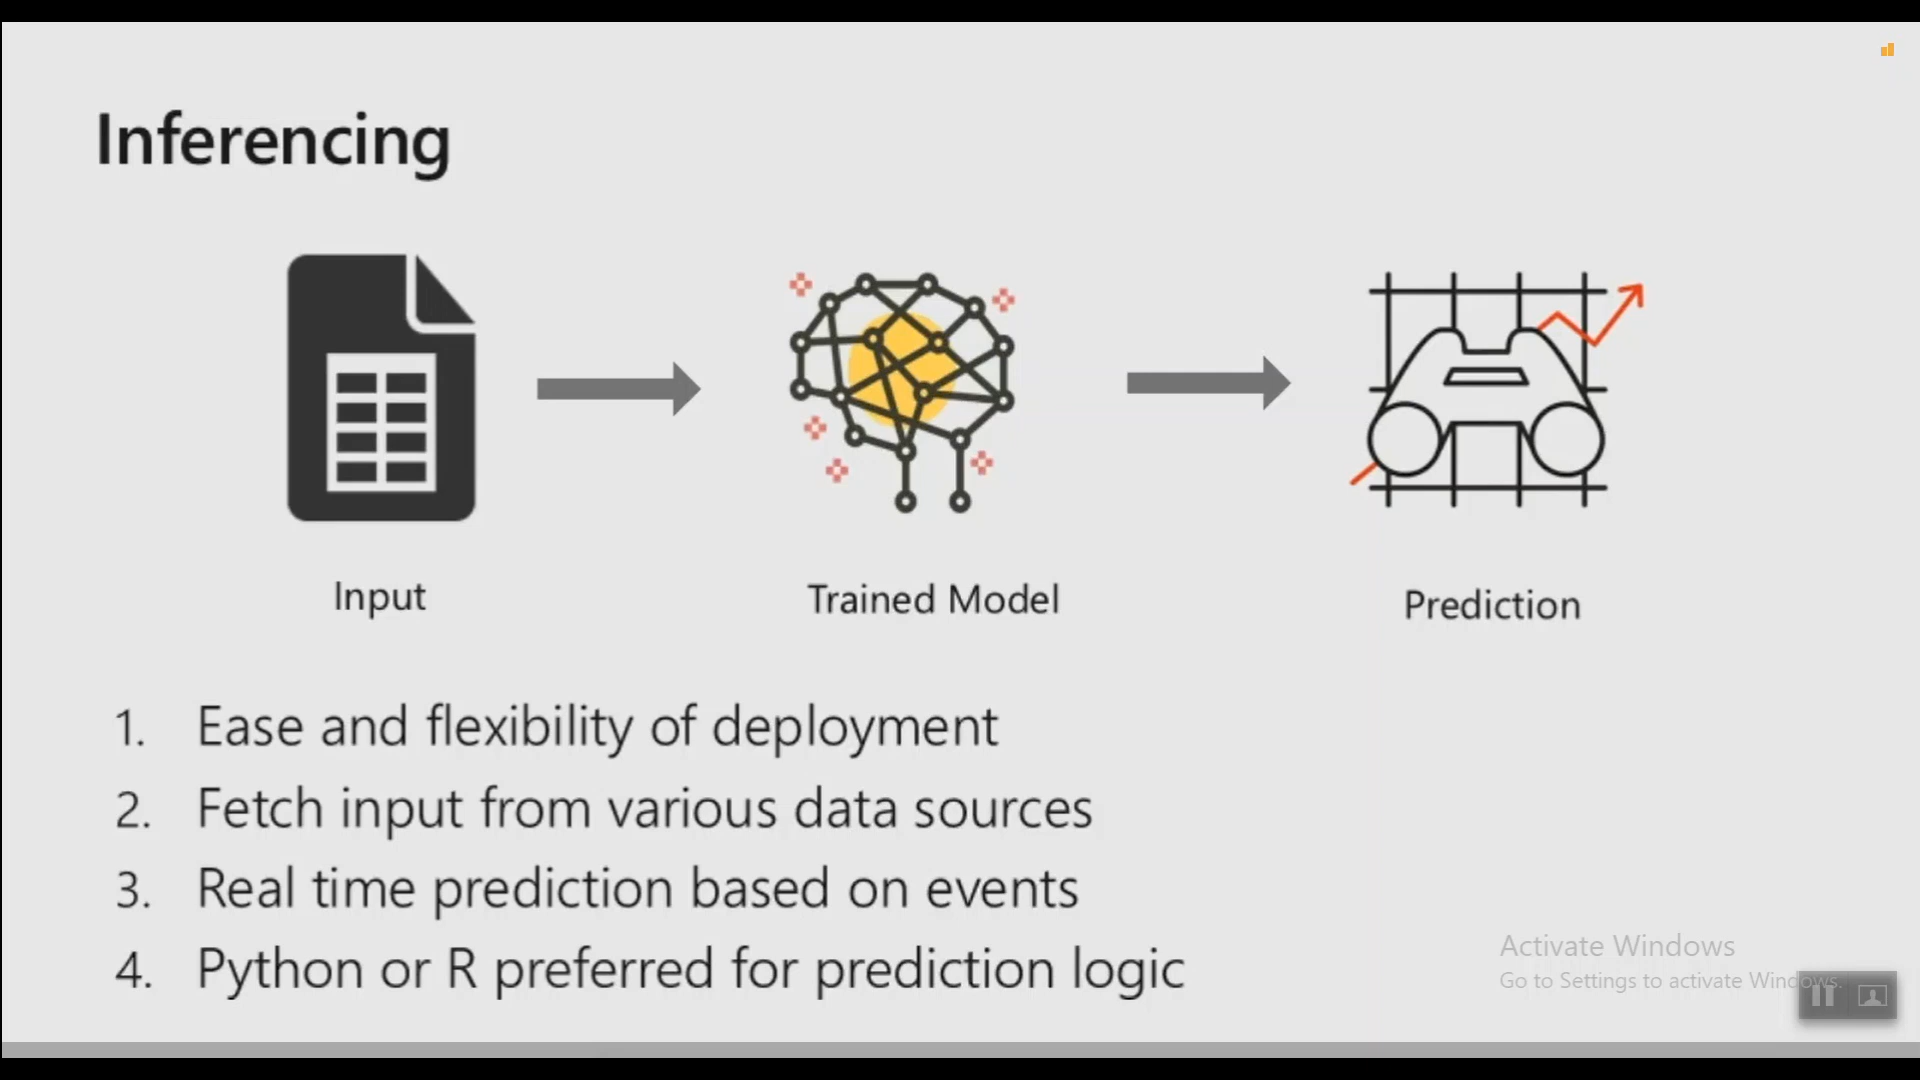 Inferencing
Input
Trained Model
Prediction
1. Ease and flexibility of deployment
2. Fetch input from various data sources
3. Real time prediction based on events
4. Python or R preferred for prediction logic
Activate Windows
Go to Settings to activate Windows.